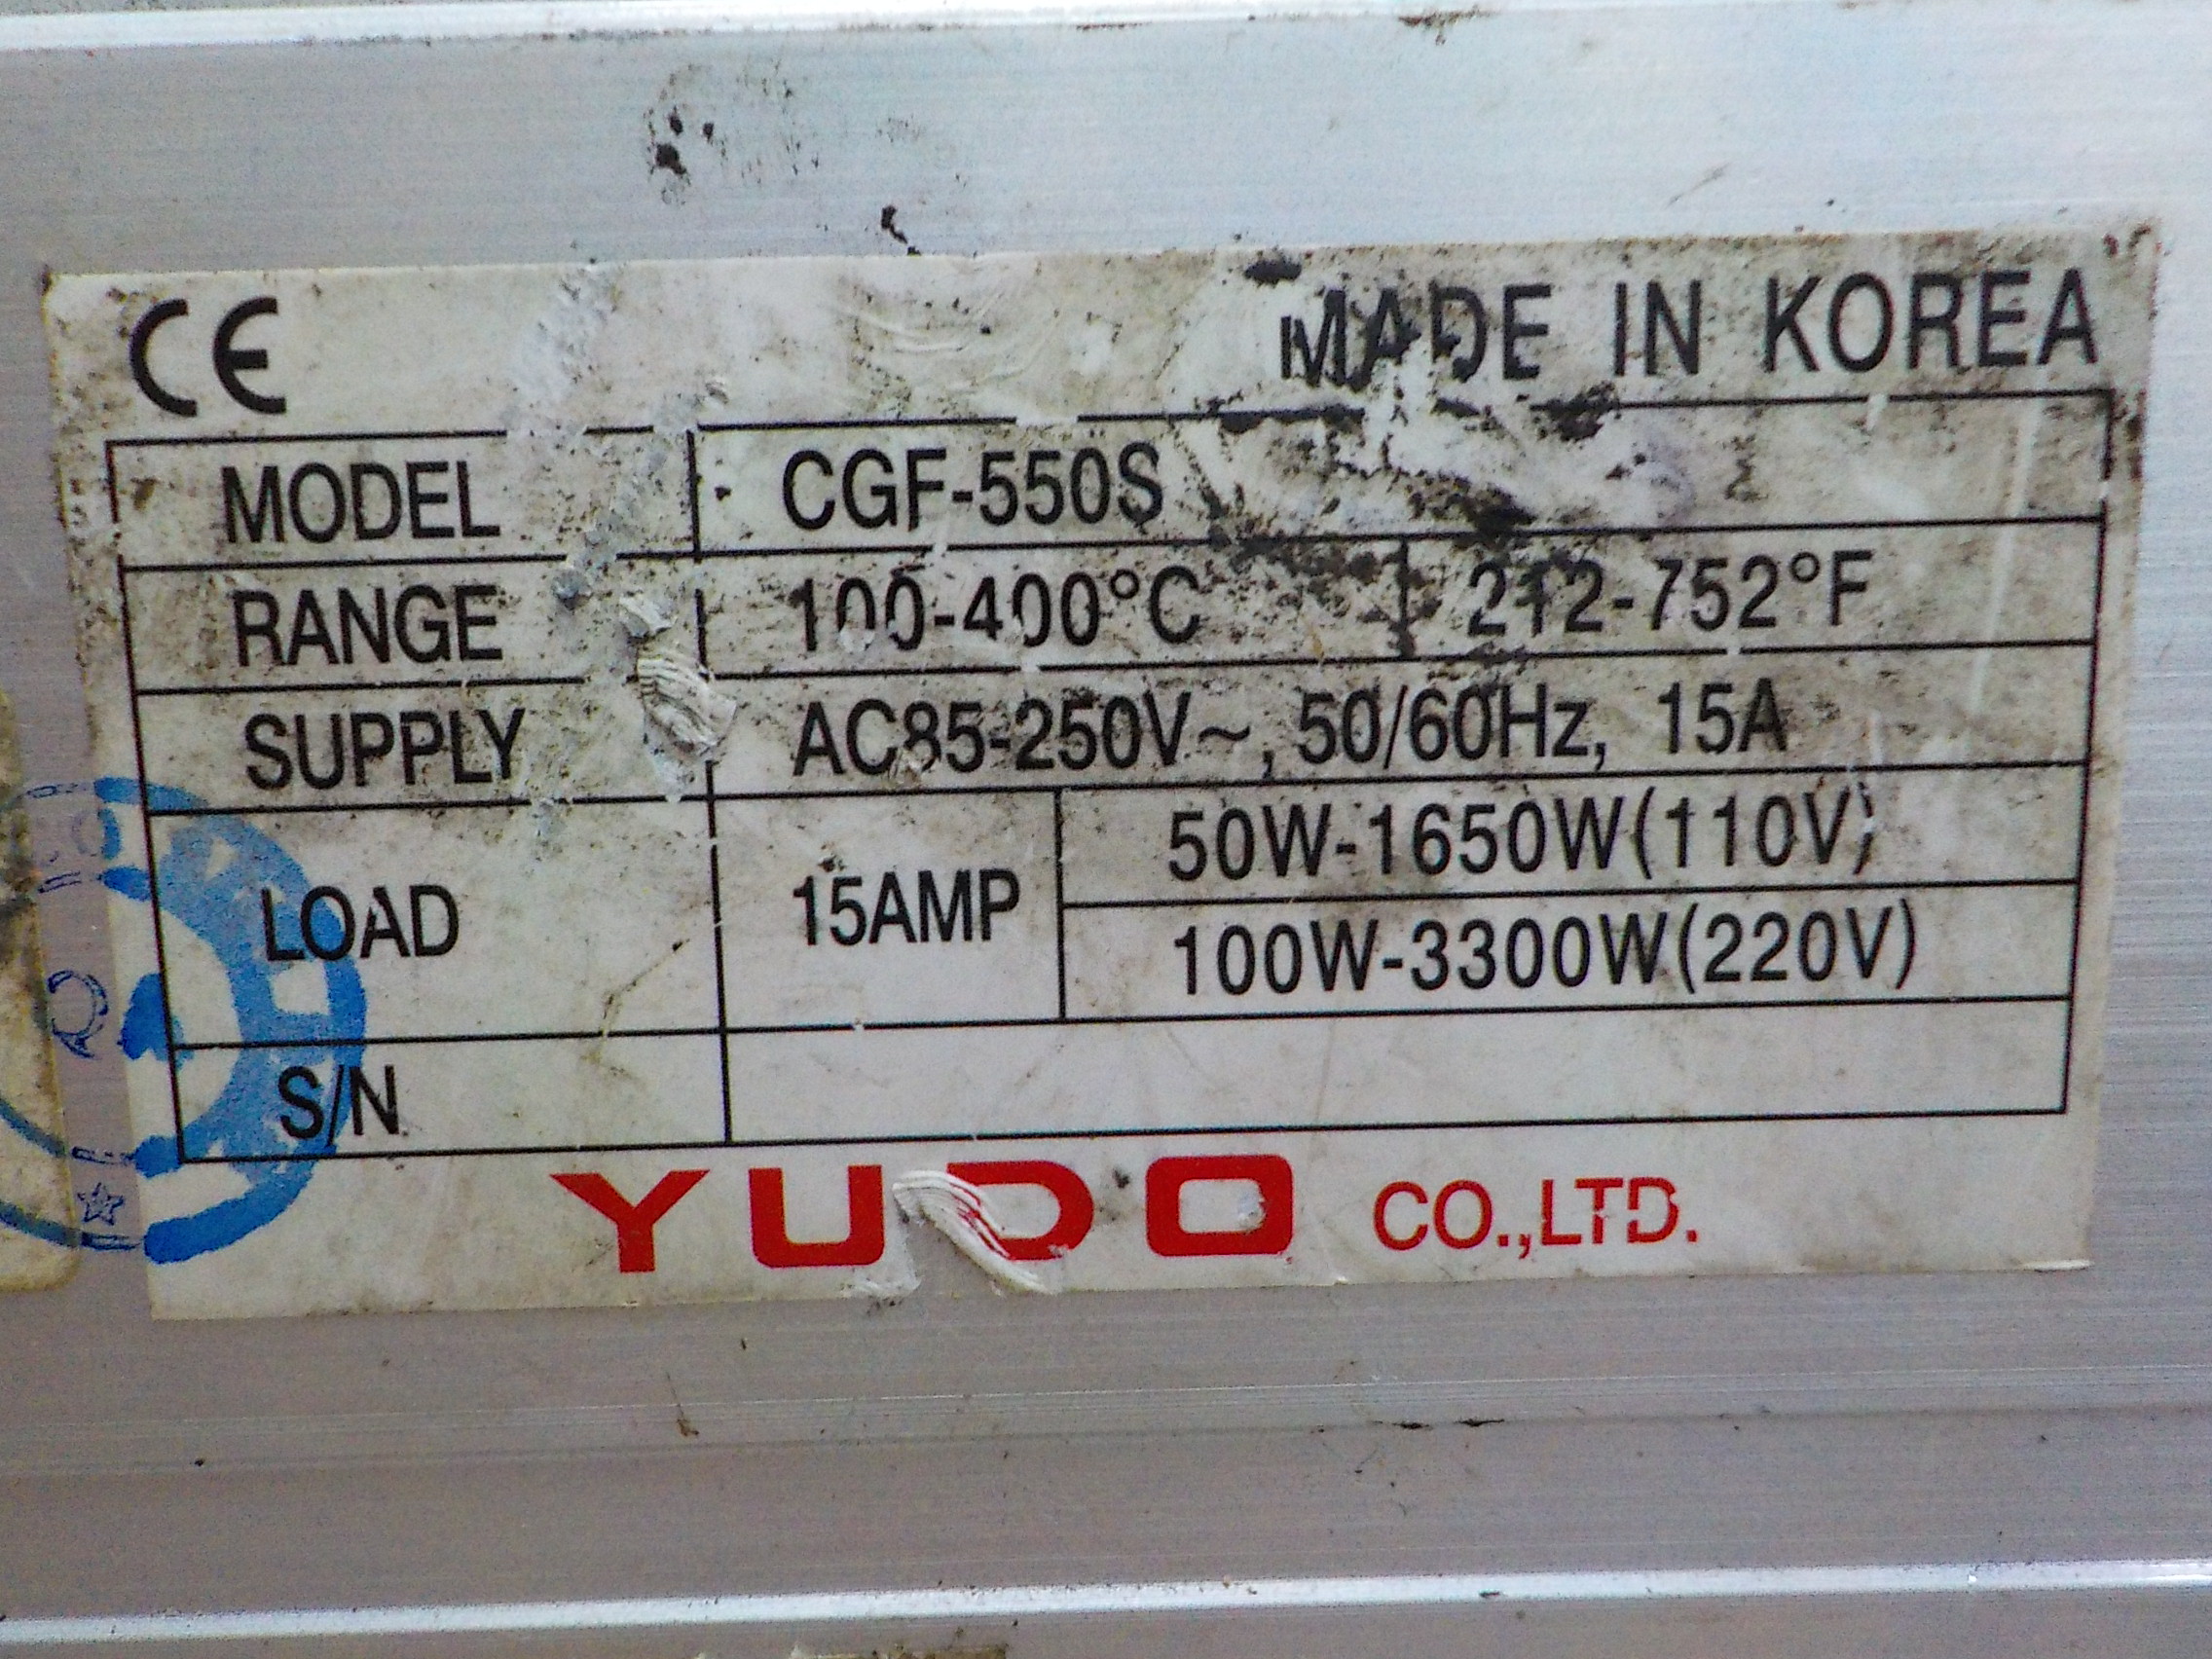 CE MADE IN KOREA
MODEL CGF-550S
RANGE 100-400°C 212-752°F
SUPPLY AC85-250V~, 50/60Hz, 15A
LOAD 15AMP 50W-1650W(110V)
100W-3300W(220V)
S/N
YUDO CO.,LTD.